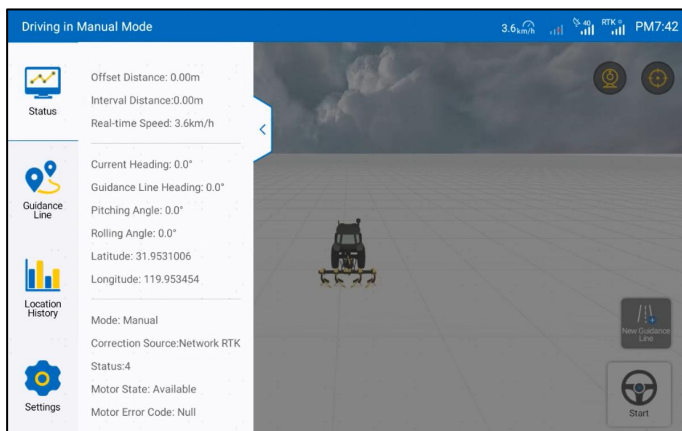 Driving in Manual Mode
3.6km/h
40
RTK
PM7:42
Status
Offset Distance: 0.00m
Interval Distance:0.00m
Real-time Speed: 3.6km/h
Guidance
Line
Current Heading: 0.0°
Guidance Line Heading: 0.0°
Pitching Angle: 0.0°
Rolling Angle: 0.0°
Latitude: 31.9531006
Longitude: 119.953454
Location
History
Mode: Manual
Correction Source:Network RTK
Status:4
Motor State: Available
Motor Error Code: Null
Settings
New Guidance
Line
Start